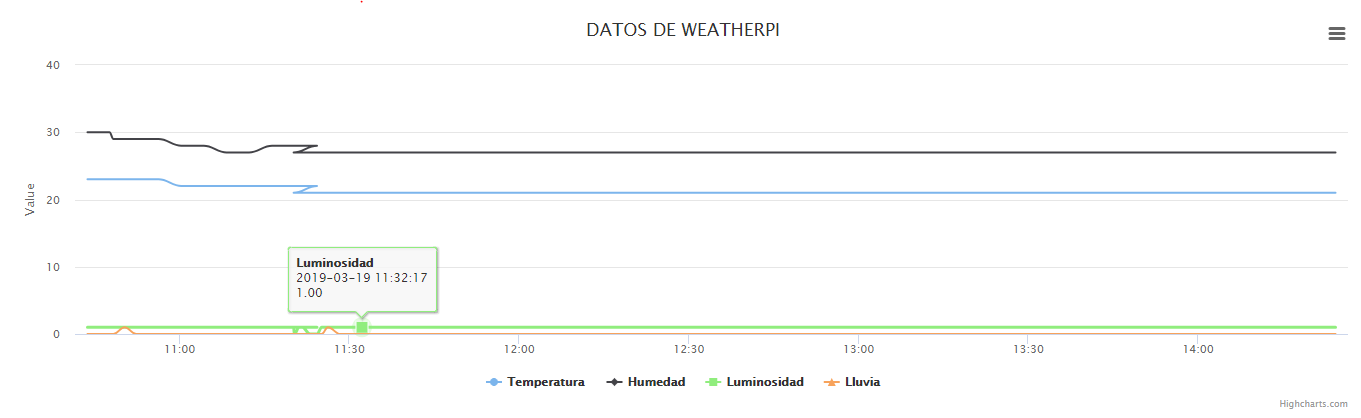 DATOS DE WEATHERPI
40
30
20
10
0
Value
Luminosidad
2019-03-19 11:32:17
1.00
11:00 11:30 12:00 12:30 13:00 13:30 14:00
Temperatura Humedad Luminosidad Lluvia
Highcharts.com